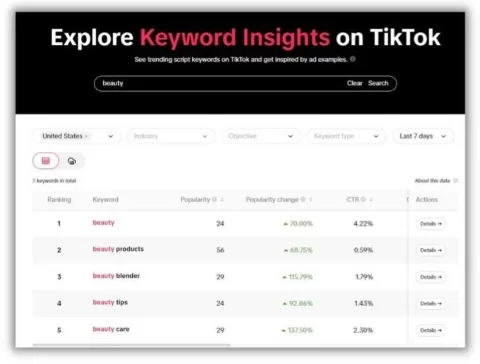 Explore Keyword Insights on TikTok
See trending script keywords on TikTok and get inspired by ad examples.
beauty Clear Search
United States × Industry Objective Keyword type Last 7 days
5 keywords in total About this data
Ranking Keyword Popularity Popularity change CTR C Actions
1 beauty 24 70.00% 4.22% Details →
2 beauty products 56 68.75% 0.59% Details →
3 beauty blender 29 115.79% 1.79% Details →
4 beauty tips 24 92.86% 1.43% Details →
5 beauty care 29 137.50% 2.30% Details →